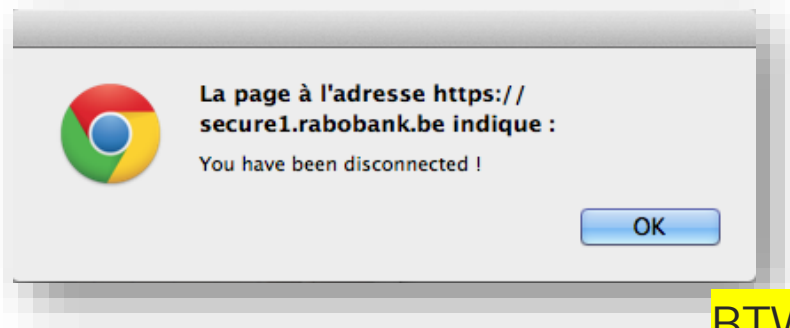 La page à l'adresse https://
secure1.rabobank.be indique :
You have been disconnected !
OK